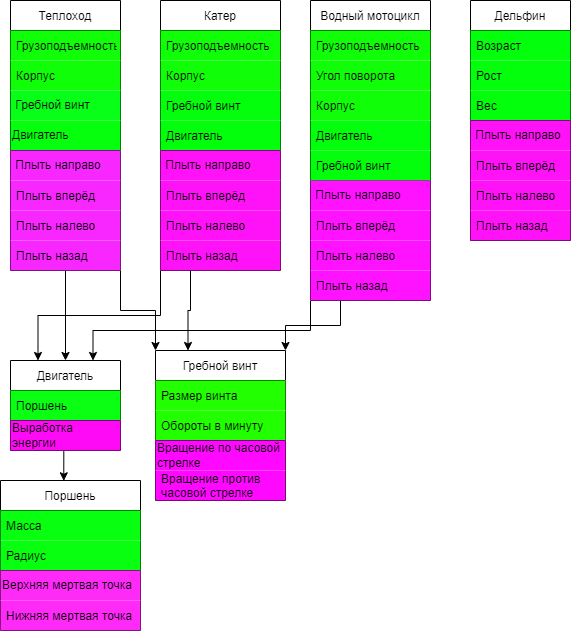 Теплоход
Грузоподъемность
Корпус
Гребной винт
Двигатель
Плыть направо
Плыть вперёд
Плыть налево
Плыть назад
Катер
Грузоподъемность
Корпус
Гребной винт
Двигатель
Плыть направо
Плыть вперёд
Плыть налево
Плыть назад
Водный мотоцикл
Грузоподъемность
Угол поворота
Корпус
Двигатель
Гребной винт
Плыть направо
Плыть вперёд
Плыть налево
Плыть назад
Дельфин
Возраст
Рост
Вес
Плыть направо
Плыть вперёд
Плыть налево
Плыть назад
Двигатель
Поршень
Выработка
энергии
Гребной винт
Размер винта
Обороты в минуту
Вращение по часовой
стрелке
Вращение против
часовой стрелке
Поршень
Масса
Радиус
Верхняя мертвая точка
Нижняя мертвая точка